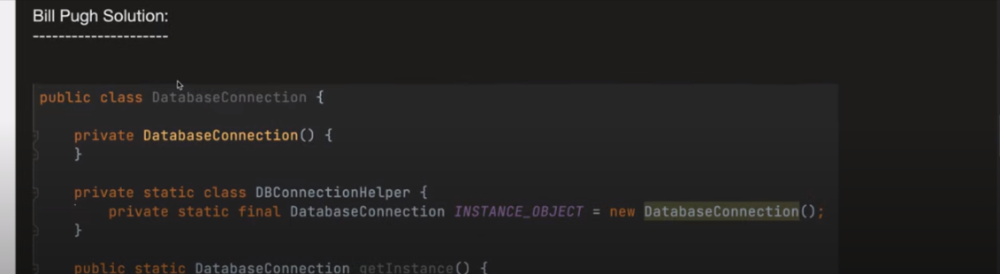 Bill Pugh Solution:
---------------------
public class DatabaseConnection {
private DatabaseConnection() {
}
private static class DBConnectionHelper {
private static final DatabaseConnection INSTANCE_OBJECT = new DatabaseConnection();
}
public static DatabaseConnection getInstance() {